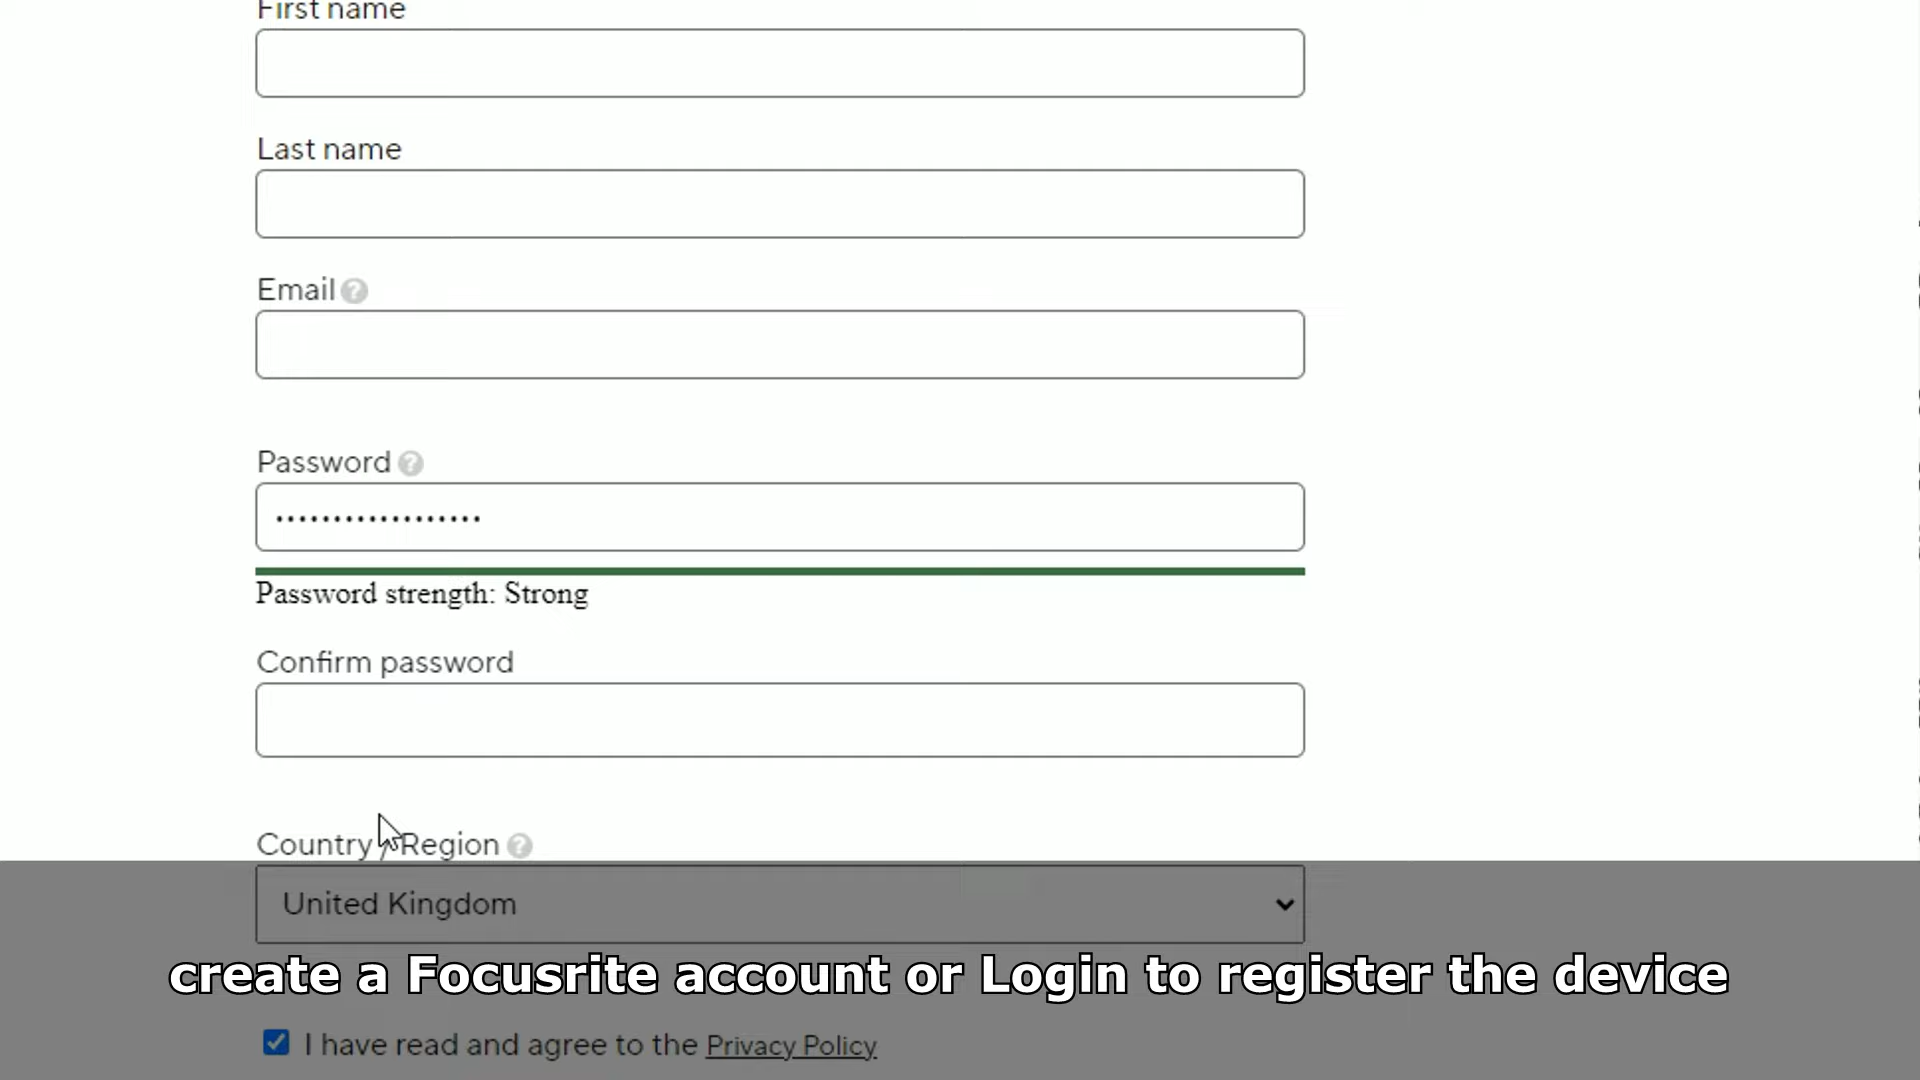 First name
Last name
Email ?
Password ?
••••••••••••••••••
Password strength: Strong
Confirm password
Country / Region ?
United Kingdom
create a Focusrite account or Login to register the device
I have read and agree to the Privacy Policy